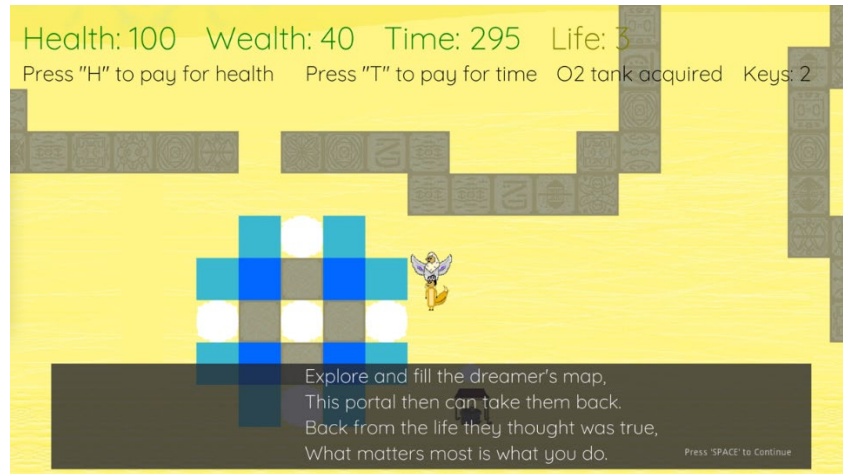 Health: 100 Wealth: 40 Time: 295 Life: 3
Press "H" to pay for health Press "T" to pay for time O2 tank acquired Keys: 2
Explore and fill the dreamer's map,
This portal then can take them back.
Back from the life they thought was true,
What matters most is what you do.
Press 'SPACE' to Continue